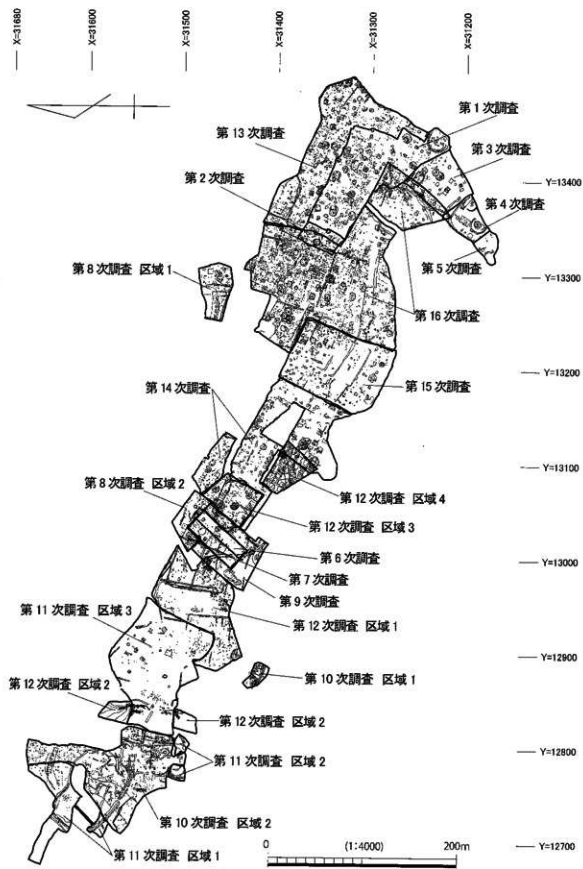 X=31680
X=31600
X=31500
X=31400
X=31300
X=31200
第1次調査
第13次調査
第3次調査
Y=13400
第2次調査
第4次調査
第5次調査
第8次調査 区域1
Y=13300
第16次調査
Y=13200
第14次調査
第15次調査
Y=13100
第8次調査 区域2
第12次調査 区域4
第12次調査 区域3
第6次調査
Y=13000
第7次調査
第9次調査
第11次調査 区域3
第12次調査 区域1
Y=12900
第10次調査 区域1
第12次調査 区域2
第12次調査 区域2
Y=12800
第11次調査 区域2
第10次調査 区域2
第11次調査 区域1
Y=12700
0 (1:4000) 200m